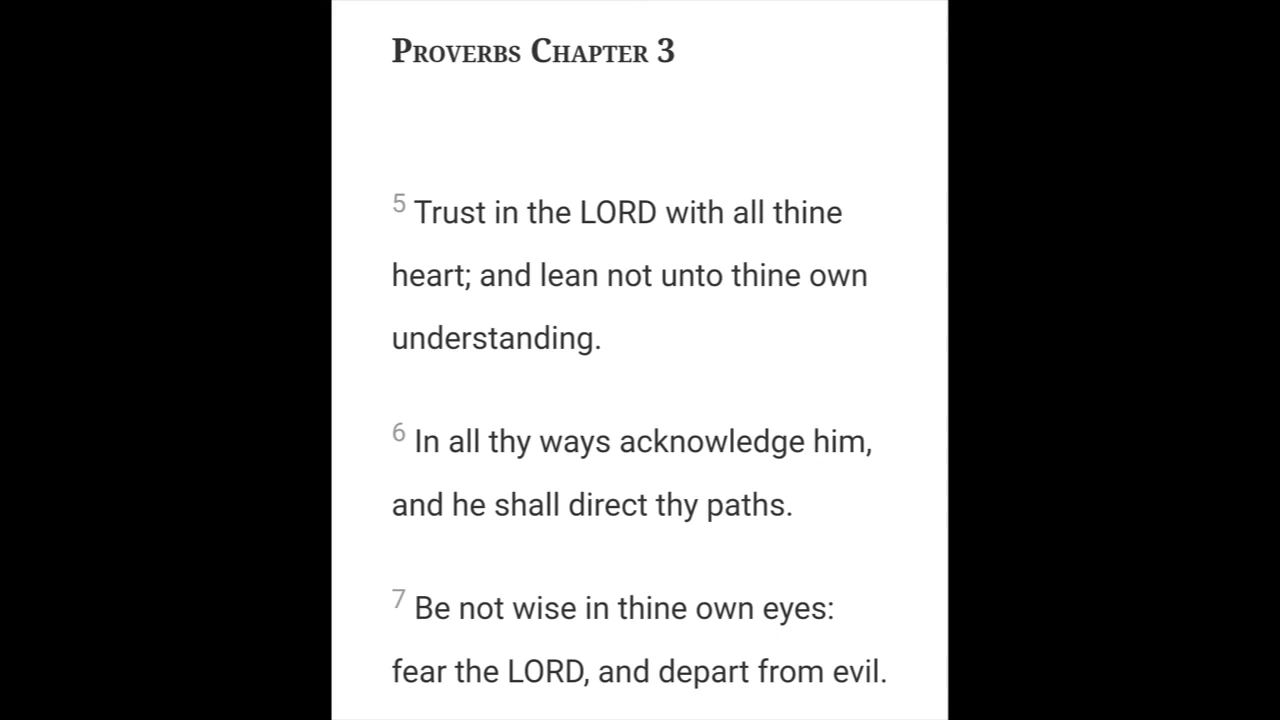 Proverbs Chapter 3
5 Trust in the LORD with all thine
heart; and lean not unto thine own
understanding.
6 In all thy ways acknowledge him,
and he shall direct thy paths.
7 Be not wise in thine own eyes:
fear the LORD, and depart from evil.